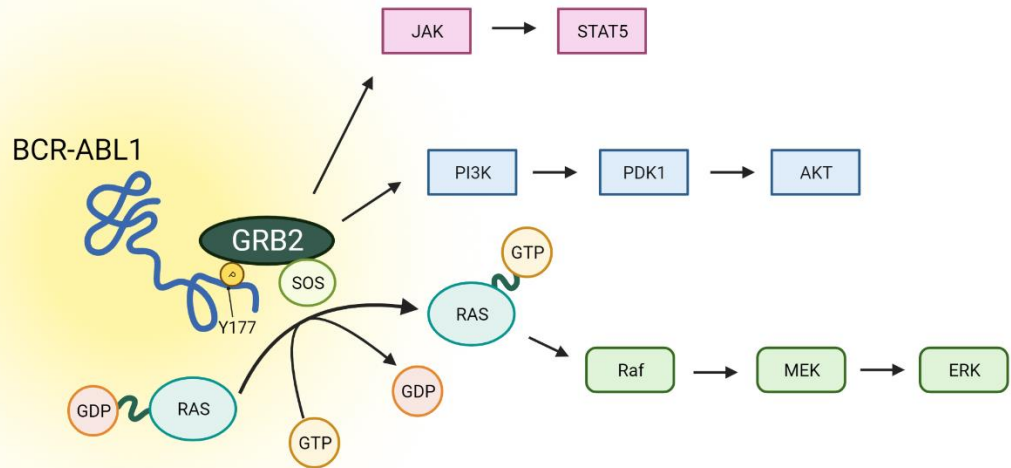 JAK
STAT5
BCR-ABL1
PI3K
PDK1
AKT
GRB2
GTP
P
SOS
RAS
Y177
Raf
MEK
ERK
GDP
GDP
RAS
GTP